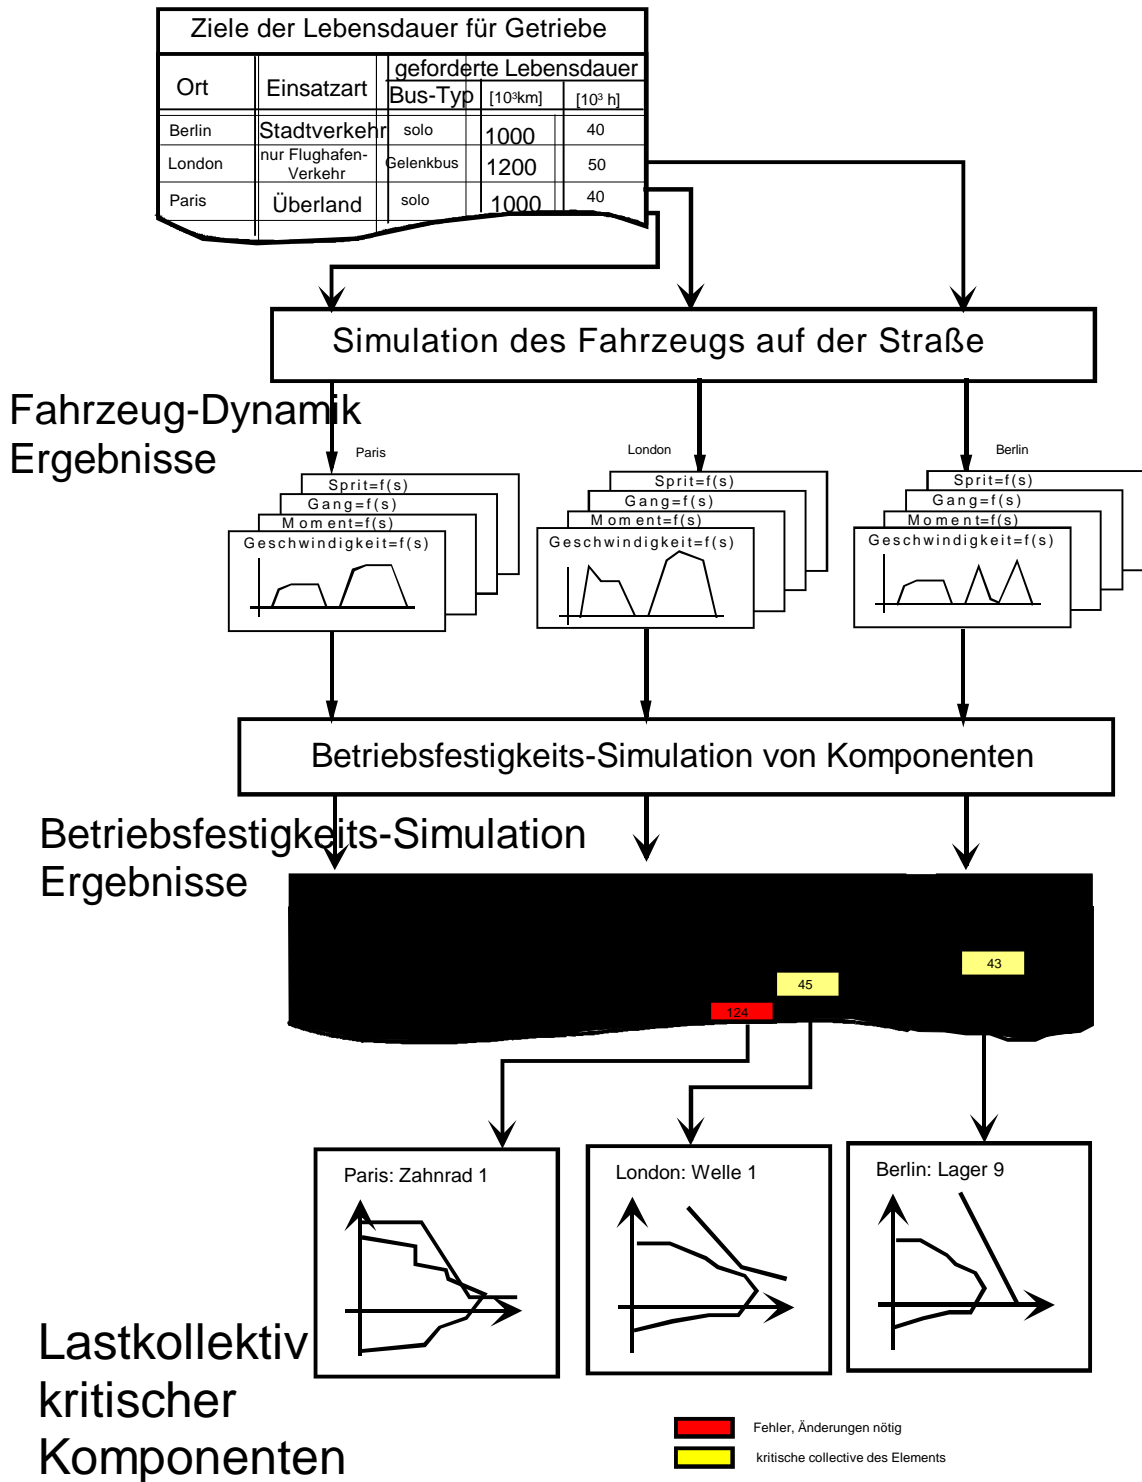 Ziele der Lebensdauer für Getriebe
Ort Einsatzart geforderte Lebensdauer
Bus-Typ [10³km] [10³ h]
Berlin Stadtverkehr solo 1000 40
London nur Flughafen-Verkehr Gelenkbus 1200 50
Paris Überland solo 1000 40
Simulation des Fahrzeugs auf der Straße
Fahrzeug-Dynamik
Ergebnisse
Paris
Sprit=f(s)
Gang=f(s)
Moment=f(s)
Geschwindigkeit=f(s)
London
Sprit=f(s)
Gang=f(s)
Moment=f(s)
Geschwindigkeit=f(s)
Berlin
Sprit=f(s)
Gang=f(s)
Moment=f(s)
Geschwindigkeit=f(s)
Betriebsfestigkeits-Simulation von Komponenten
Betriebsfestigkeits-Simulation
Ergebnisse
43
45
124
Paris: Zahnrad 1
London: Welle 1
Berlin: Lager 9
Lastkollektiv
kritischer
Komponenten
Fehler, Änderungen nötig
kritische collective des Elements